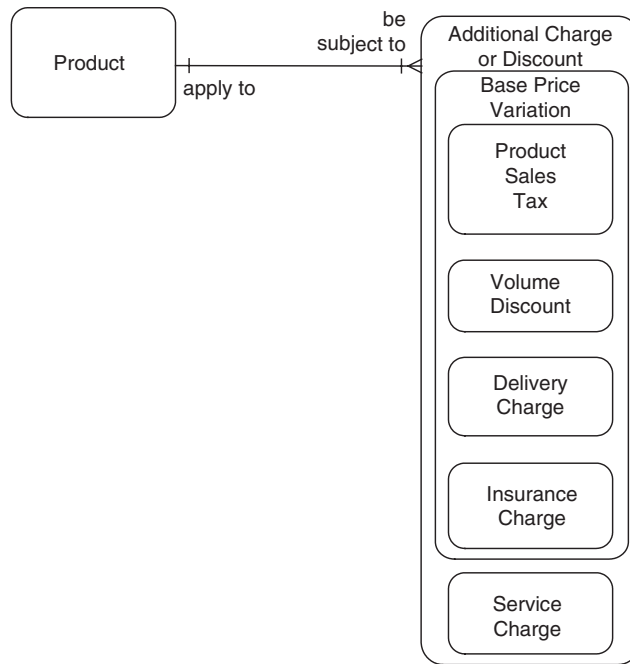 Product
apply to
be
subject to
Additional Charge
or Discount
Base Price
Variation
Product
Sales
Tax
Volume
Discount
Delivery
Charge
Insurance
Charge
Service
Charge